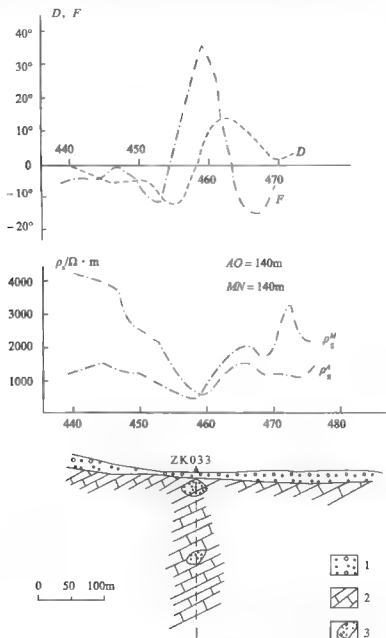 D, F
40°
30°
20°
10°
0
−10°
−20°
440
450
460
470
D
F
ρs/Ω · m
AO = 140m
MN = 140m
4000
3000
2000
1000
ρsM
ρsA
440
450
460
470
480
ZK033
0 50 100m
1
2
3